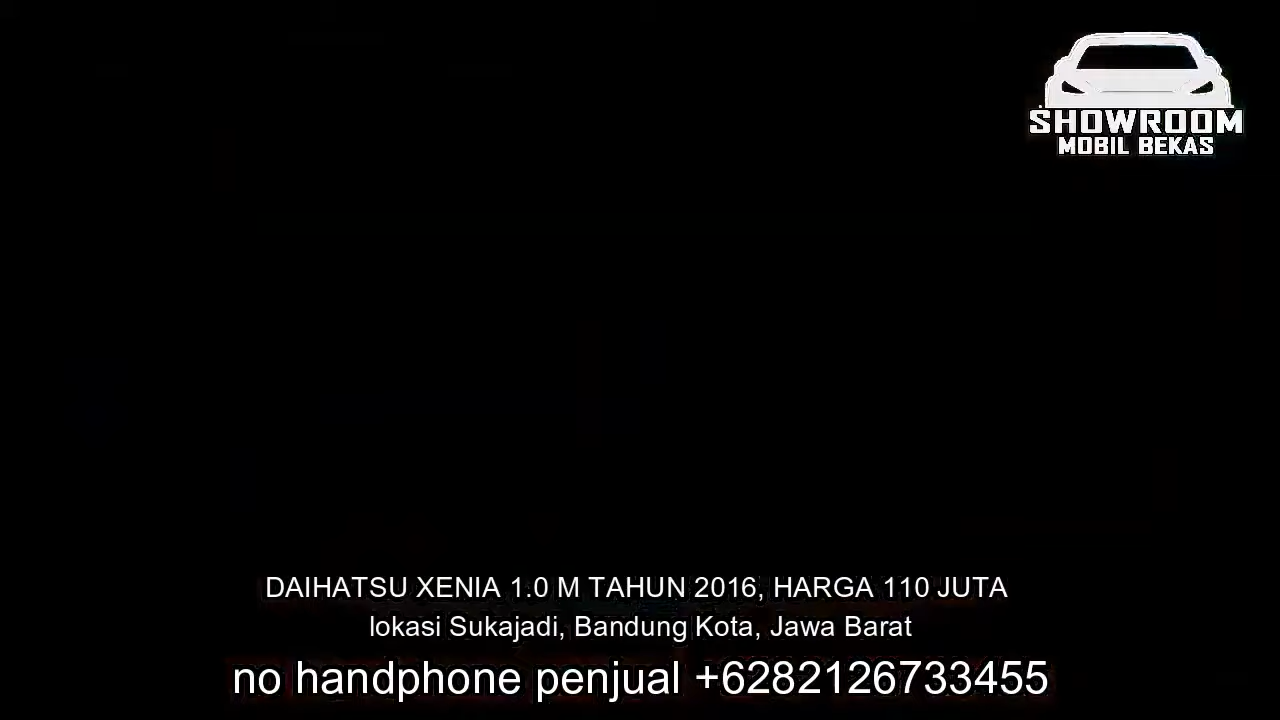 SHOWROOM
MOBIL BEKAS
DAIHATSU XENIA 1.0 M TAHUN 2016, HARGA 110 JUTA
lokasi Sukajadi, Bandung Kota, Jawa Barat
no handphone penjual +6282126733455